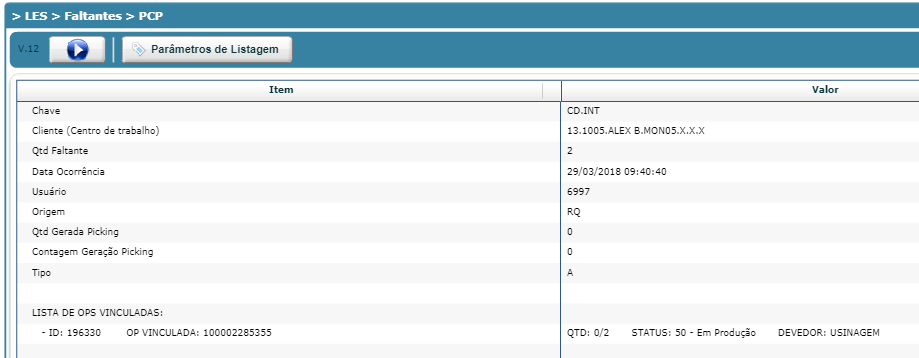 > LES > Faltantes > PCP
V.12 Parâmetros de Listagem
Item Valor
Chave CD.INT
Cliente (Centro de trabalho) 13.1005.ALEX B.MON05.X.X.X
Qtd Faltante 2
Data Ocorrência 29/03/2018 09:40:40
Usuário 6997
Origem RQ
Qtd Gerada Picking 0
Contagem Geração Picking 0
Tipo A
LISTA DE OPS VINCULADAS:
- ID: 196330 OP VINCULADA: 100002285355 QTD: 0/2 STATUS: 50 - Em Produção DEVEDOR: USINAGEM